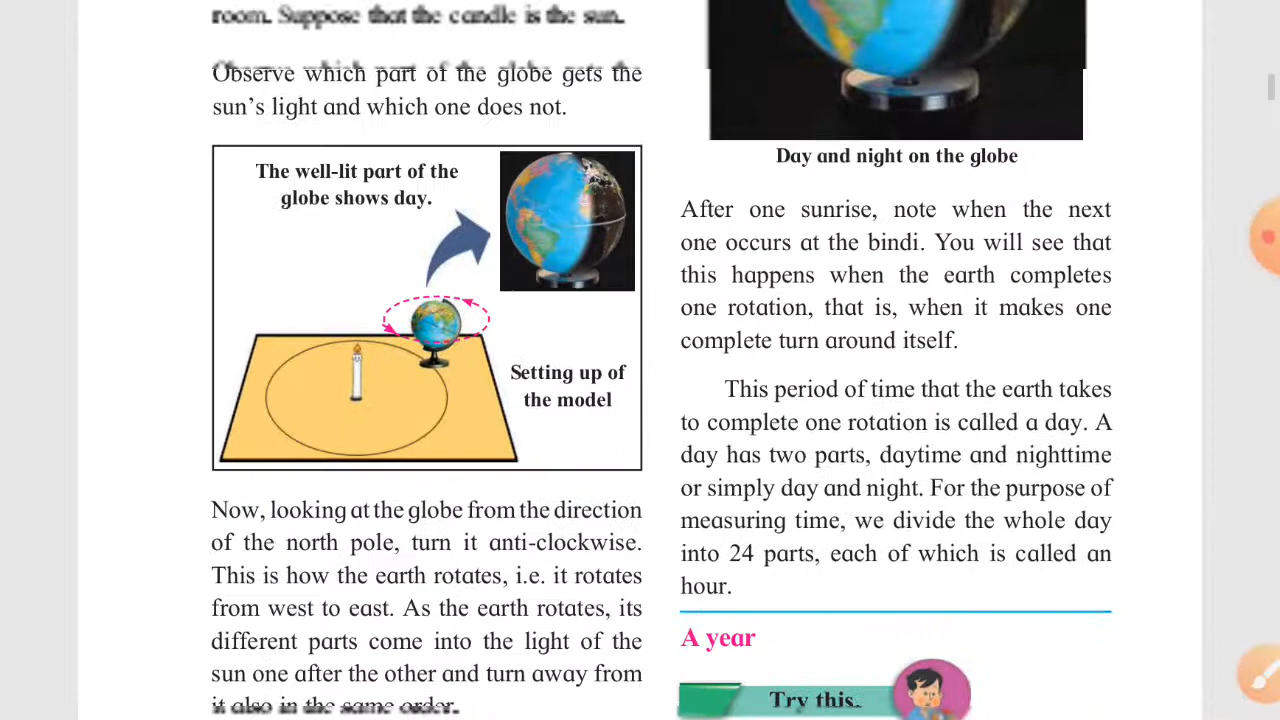 room. Suppose that the candle is the sun.
Observe which part of the globe gets the
sun's light and which one does not.
The well-lit part of the
globe shows day.
Setting up of
the model
Now, looking at the globe from the direction
of the north pole, turn it anti-clockwise.
This is how the earth rotates, i.e. it rotates
from west to east. As the earth rotates, its
different parts come into the light of the
sun one after the other and turn away from
it also in the same order.
Day and night on the globe
After one sunrise, note when the next
one occurs at the bindi. You will see that
this happens when the earth completes
one rotation, that is, when it makes one
complete turn around itself.
This period of time that the earth takes
to complete one rotation is called a day. A
day has two parts, daytime and nighttime
or simply day and night. For the purpose of
measuring time, we divide the whole day
into 24 parts, each of which is called an
hour.
A year
Try this.